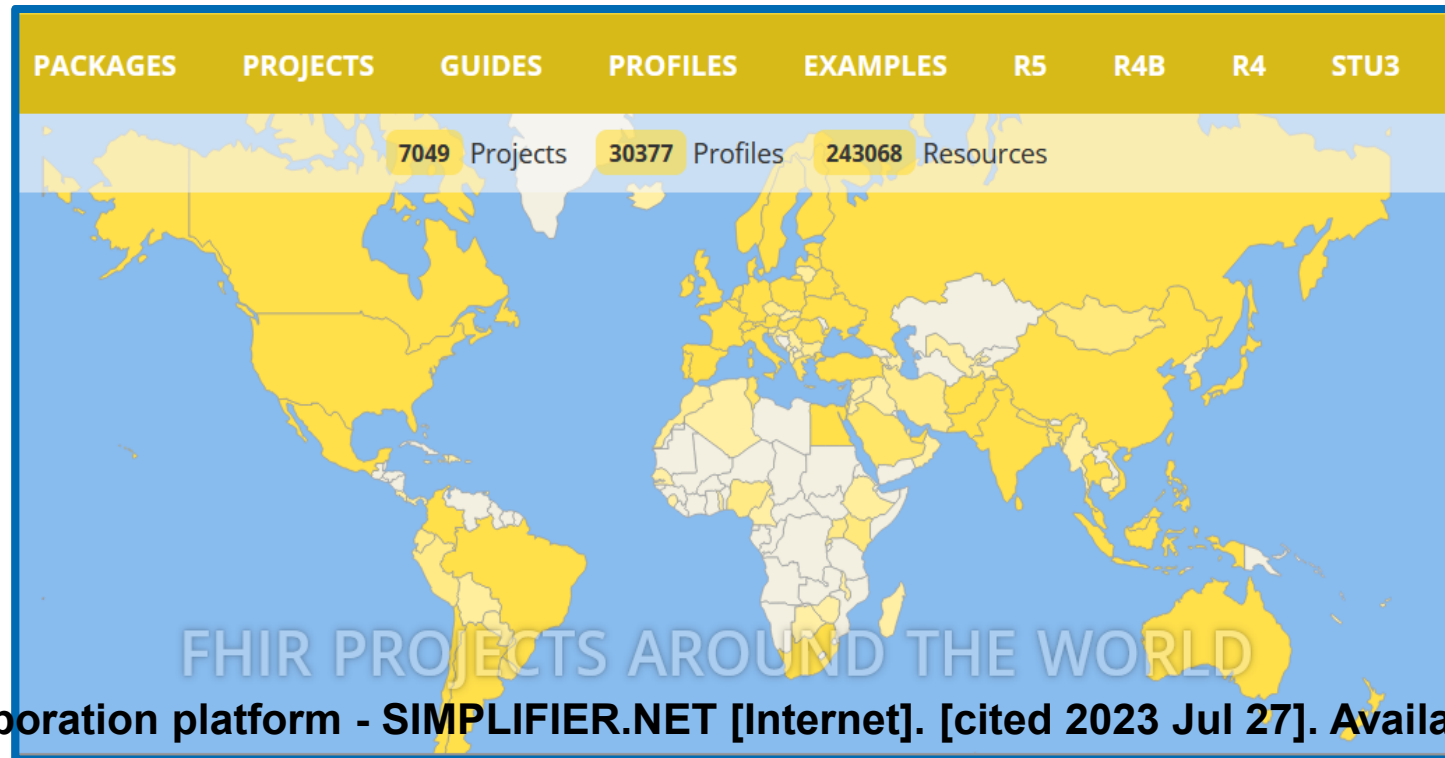 PACKAGES PROJECTS GUIDES PROFILES EXAMPLES R5 R4B R4 STU3
7049 Projects 30377 Profiles 243068 Resources
FHIR PROJECTS AROUND THE WORLD
oration platform - SIMPLIFIER.NET [Internet]. [cited 2023 Jul 27]. Availa